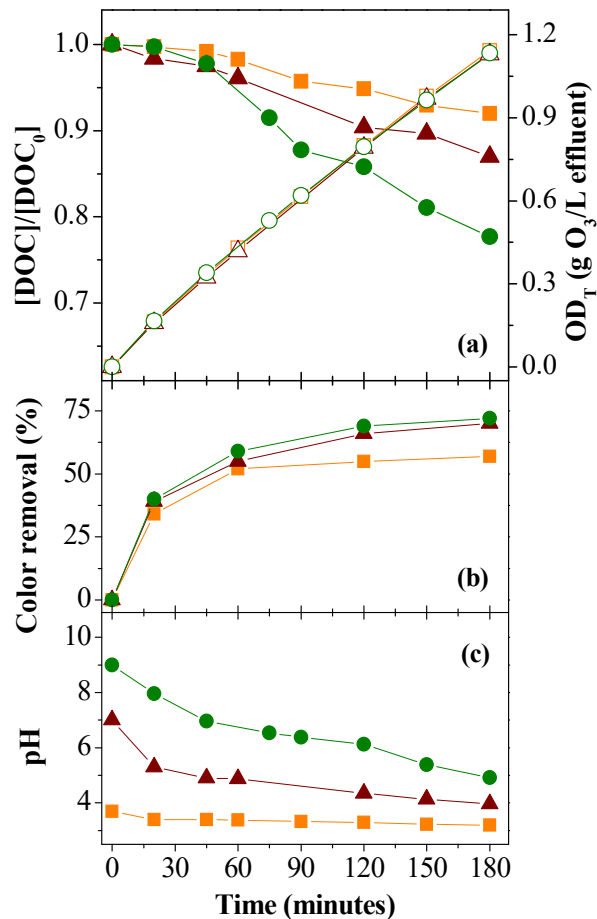 1.0
0.9
0.8
0.7
[DOC]/[DOC₀]
1.2
0.9
0.6
0.3
0.0
OD_T (g O₃/L effluent)
(a)
75
50
25
0
Color removal (%)
(b)
10
8
6
4
pH
(c)
0 30 60 90 120 150 180
Time (minutes)